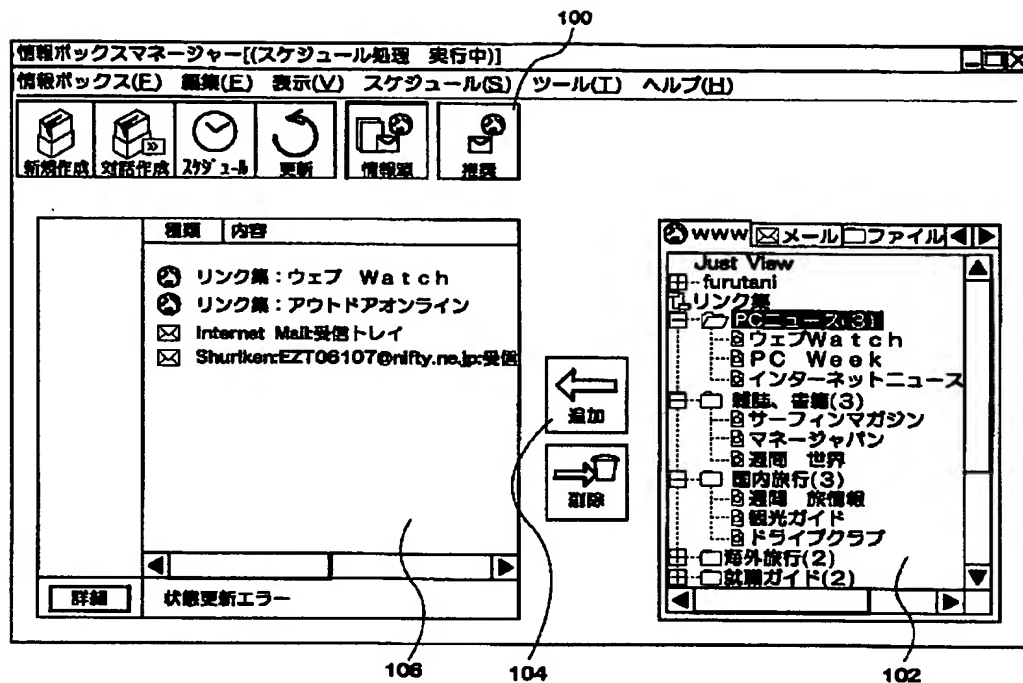 100
情報ボックスマネージャー[(スケジュール処理 実行中)]
情報ボックス(F) 編集(E) 表示(V) スケジュール(S) ツール(T) ヘルプ(H)
新規作成 対話作成 スケジュール 更新 情報源 推薦
種類 内容
リンク集:ウェブ Watch
リンク集:アウトドアオンライン
Internet Mail:受信トレイ
Shuriken:EZT06107@nifty.ne.jp:受信
詳細 状態更新エラー
追加
削除
www メール ファイル
Just View
furutani
リンク集
PCニュース(3)
ウェブWatch
PC Week
インターネットニュース
雑誌、書籍(3)
サーフィンマガジン
マネージャパン
週間 世界
国内旅行(3)
週間 旅情報
観光ガイド
ドライブクラブ
海外旅行(2)
就職ガイド(2)
106
104
102